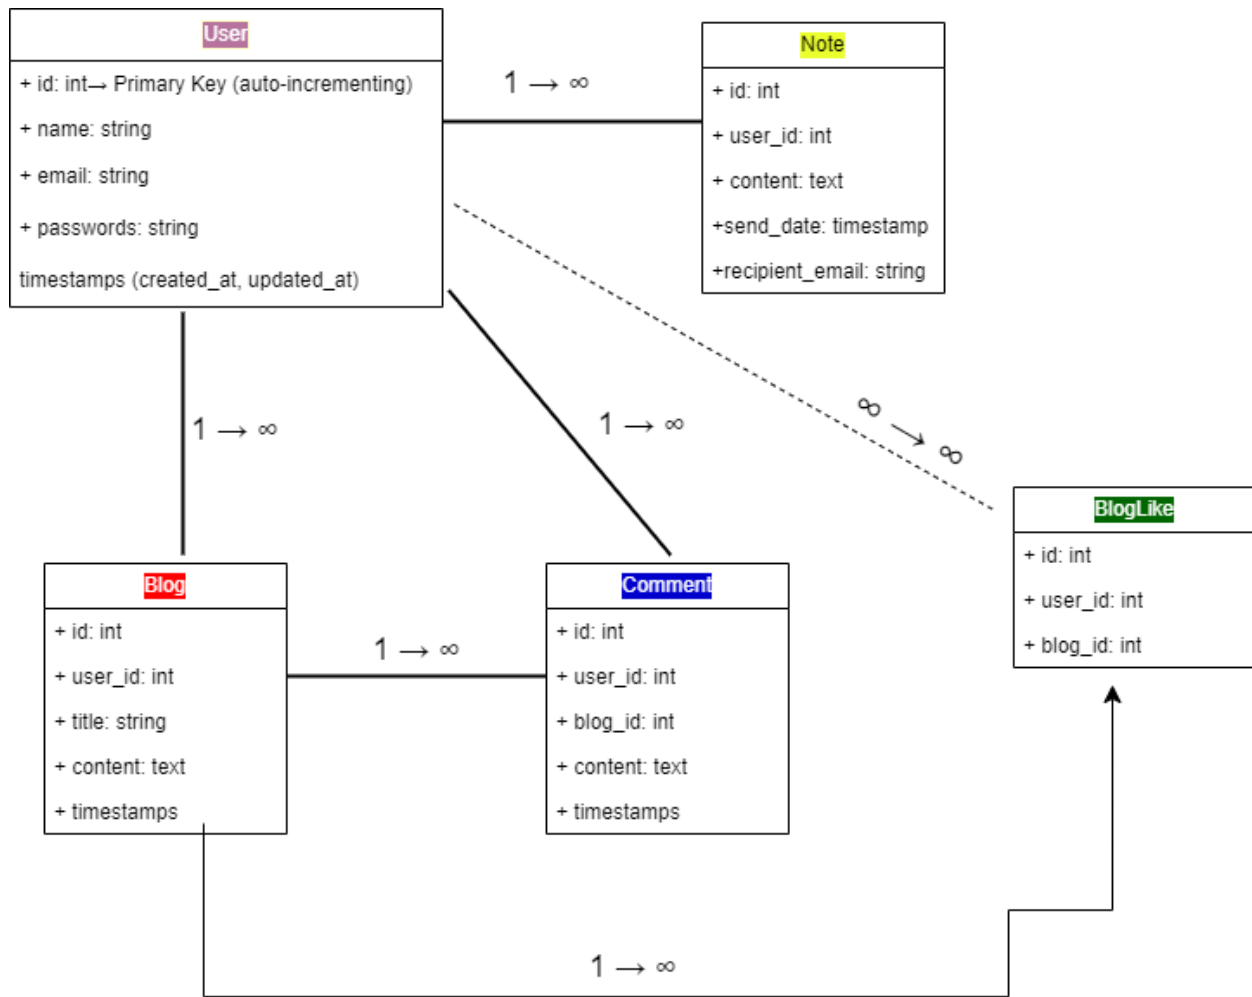 User
+ id: int→ Primary Key (auto-incrementing)
+ name: string
+ email: string
+ passwords: string
timestamps (created_at, updated_at)
1 → ∞
Note
+ id: int
+ user_id: int
+ content: text
+send_date: timestamp
+recipient_email: string
1 → ∞
1 → ∞
∞ → ∞
BlogLike
+ id: int
+ user_id: int
+ blog_id: int
Blog
+ id: int
+ user_id: int
+ title: string
+ content: text
+ timestamps
1 → ∞
Comment
+ id: int
+ user_id: int
+ blog_id: int
+ content: text
+ timestamps
1 → ∞